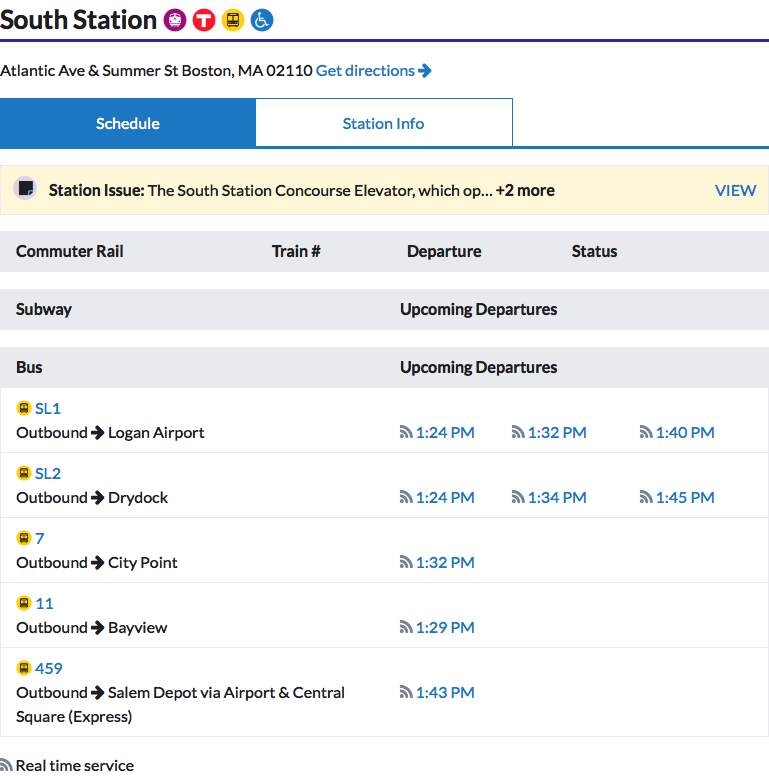 South Station
Atlantic Ave & Summer St Boston, MA 02110 Get directions
Schedule Station Info
Station Issue: The South Station Concourse Elevator, which op... +2 more VIEW
Commuter Rail Train # Departure Status
Subway Upcoming Departures
Bus Upcoming Departures
SL1
Outbound → Logan Airport 1:24 PM 1:32 PM 1:40 PM
SL2
Outbound → Drydock 1:24 PM 1:34 PM 1:45 PM
7
Outbound → City Point 1:32 PM
11
Outbound → Bayview 1:29 PM
459
Outbound → Salem Depot via Airport & Central 1:43 PM
Square (Express)
Real time service